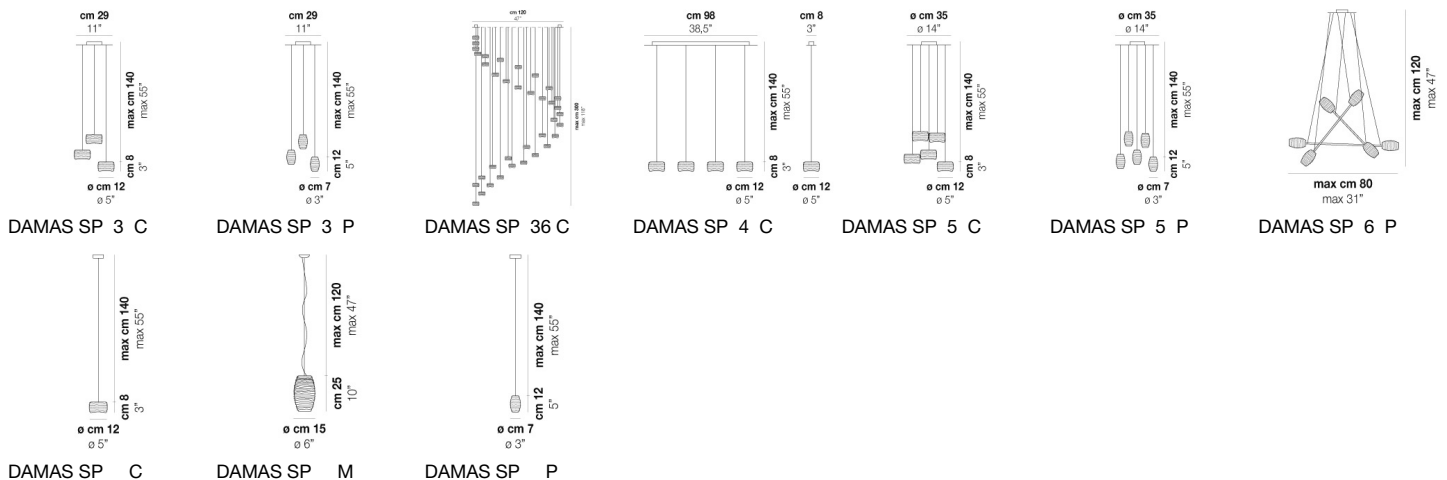 cm 29
11"
max cm 140
max 55"
cm 8
3"
ø cm 12
ø 5"
DAMAS SP 3 C
cm 29
11"
max cm 140
max 55"
cm 12
5"
ø cm 7
ø 3"
DAMAS SP 3 P
cm 120
47"
DAMAS SP 36 C
cm 98
38,5"
cm 8
3"
max cm 140
max 55"
cm 8
3"
ø cm 12
ø 5"
ø cm 12
ø 5"
DAMAS SP 4 C
ø cm 35
ø 14"
max cm 140
max 55"
cm 8
3"
ø cm 12
ø 5"
DAMAS SP 5 C
ø cm 35
ø 14"
max cm 140
max 55"
cm 12
5"
ø cm 7
ø 3"
DAMAS SP 5 P
max cm 120
max 47"
max cm 80
max 31"
DAMAS SP 6 P
max cm 140
max 55"
cm 8
3"
ø cm 12
ø 5"
DAMAS SP C
max cm 120
max 47"
cm 25
10"
ø cm 15
ø 6"
DAMAS SP M
max cm 140
max 55"
cm 12
5"
ø cm 7
ø 3"
DAMAS SP P